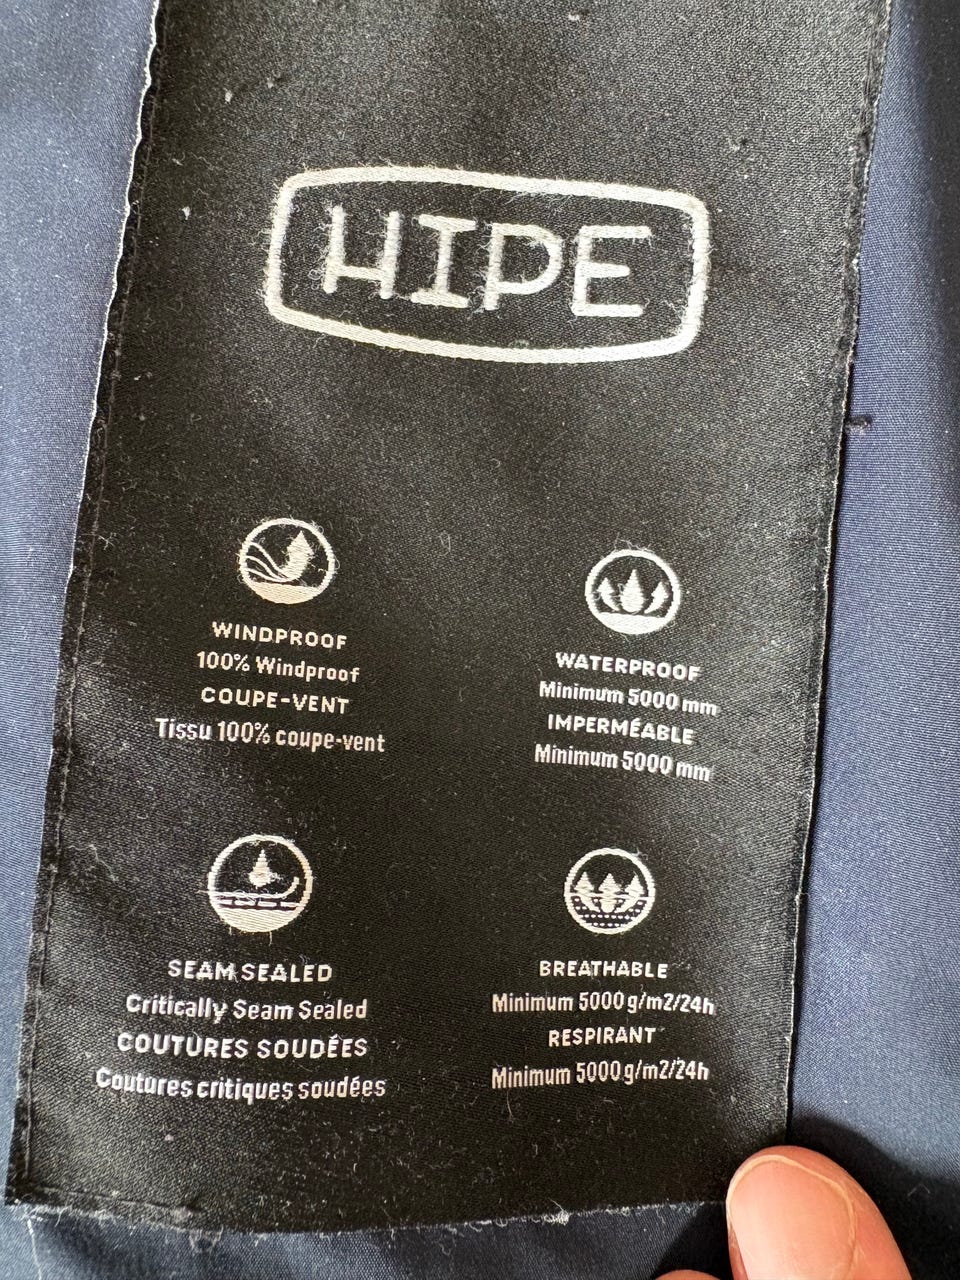 HIPE
WINDPROOF
100% Windproof
COUPE-VENT
Tissu 100% coupe-vent
WATERPROOF
Minimum 5000 mm
IMPERMÉABLE
Minimum 5000 mm
SEAM SEALED
Critically Seam Sealed
COUTURES SOUDÉES
Coutures critiques soudées
BREATHABLE
Minimum 5000 g/m2/24h
RESPIRANT
Minimum 5000 g/m2/24h